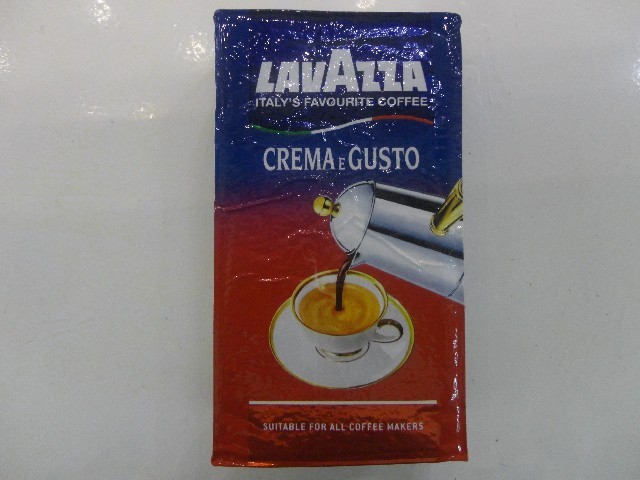 LAVAZZA
ITALY'S FAVOURITE COFFEE
CREMA E GUSTO
SUITABLE FOR ALL COFFEE MAKERS